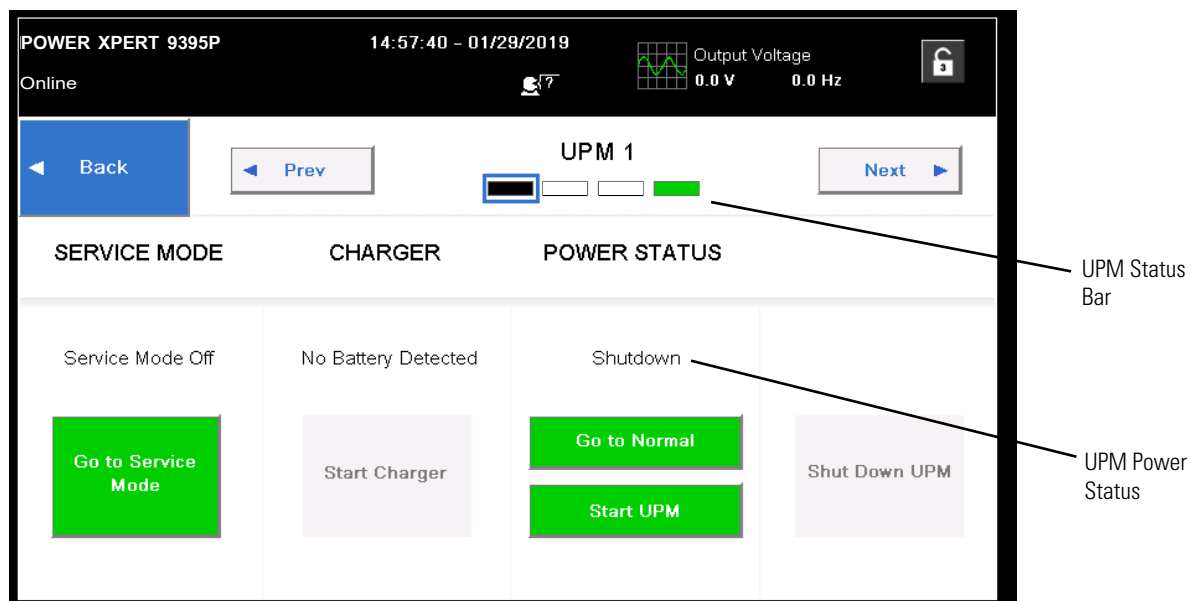 POWER XPERT 9395P
14:57:40 - 01/29/2019
Output Voltage
3
Online
?
0.0 V 0.0 Hz
Back
Prev
UPM 1
Next
SERVICE MODE
CHARGER
POWER STATUS
UPM Status
Bar
Service Mode Off
No Battery Detected
Shutdown
Go to Service
Mode
Start Charger
Go to Normal
Start UPM
Shut Down UPM
UPM Power
Status